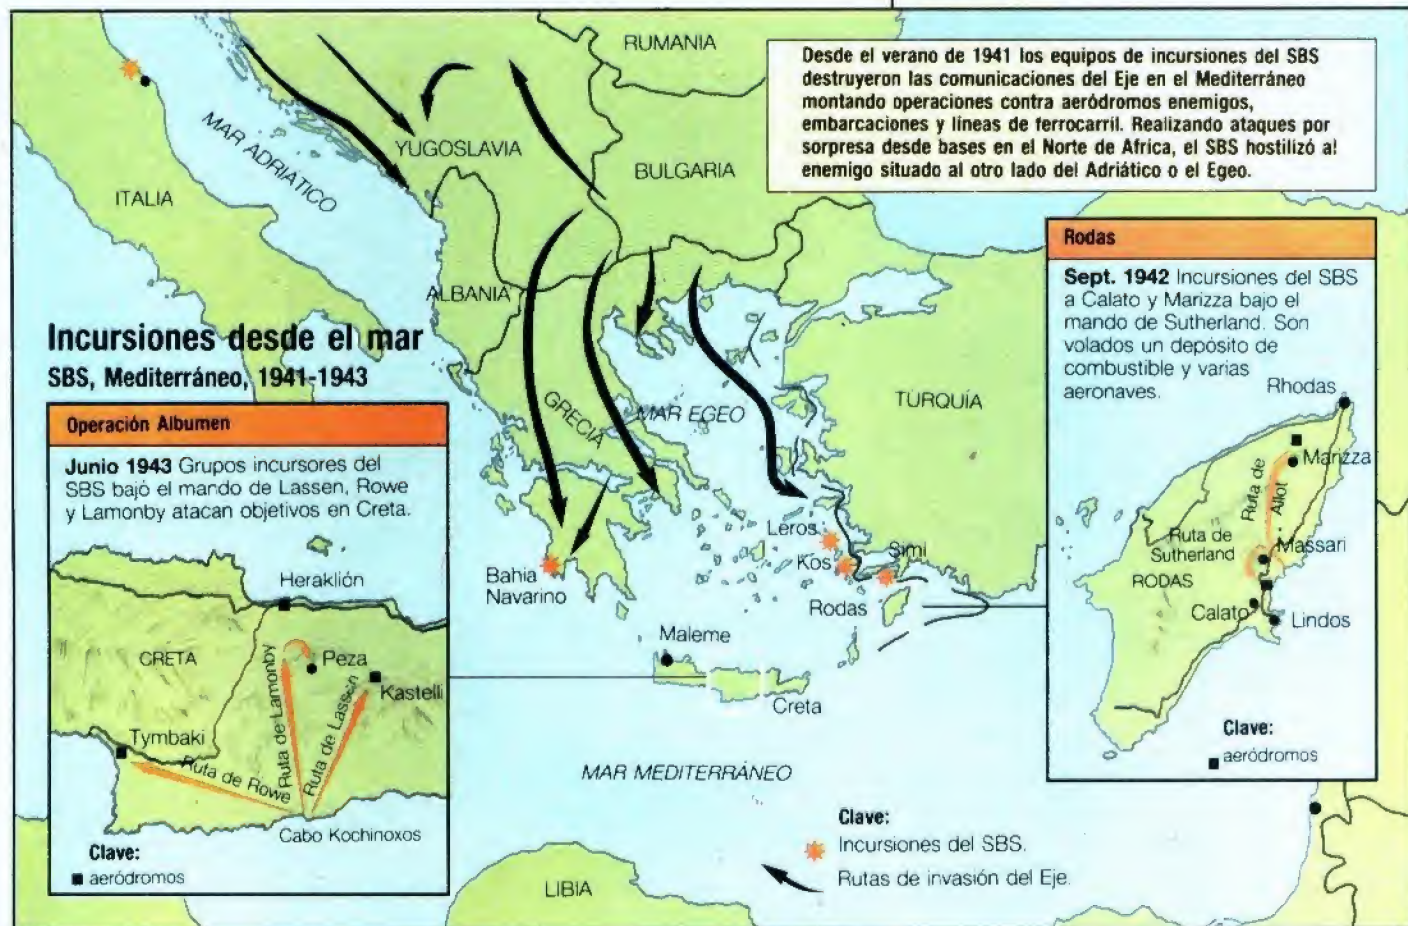 RUMANIA
Desde el verano de 1941 los equipos de incursiones del SBS
destruyeron las comunicaciones del Eje en el Mediterráneo
montando operaciones contra aeródromos enemigos,
embarcaciones y líneas de ferrocarril. Realizando ataques por
sorpresa desde bases en el Norte de Africa, el SBS hostilizó al
enemigo situado al otro lado del Adriático o el Egeo.
MAR ADRIATICO
YUGOSLAVIA
BULGARIA
ITALIA
ALBANIA
Incursiones desde el mar
SBS, Mediterráneo, 1941-1943
GRECIA
MAR EGEO
TURQUÍA
Leros
Kos
Simi
Bahia
Navarino
Rodas
Maleme
Creta
MAR MEDITERRÁNEO
LIBIA
Clave:
Incursiones del SBS.
Rutas de invasión del Eje.
Operación Albumen
Junio 1943 Grupos incursores del
SBS bajo el mando de Lassen, Rowe
y Lamonby atacan objetivos en Creta.
Heraklión
CRETA
Peza
Kastelli
Tymbaki
Ruta de Rowe
Ruta de Lamonby
Ruta de Lassen
Cabo Kochinoxos
Clave:
aeródromos
Rodas
Sept. 1942 Incursiones del SBS
a Calato y Marizza bajo el
mando de Sutherland. Son
volados un depósito de
combustible y varias
aeronaves.
Rhodas
Marizza
Ruta de
Allot
Ruta de
Sutherland
Massari
RODAS
Calato
Lindos
Clave:
aeródromos